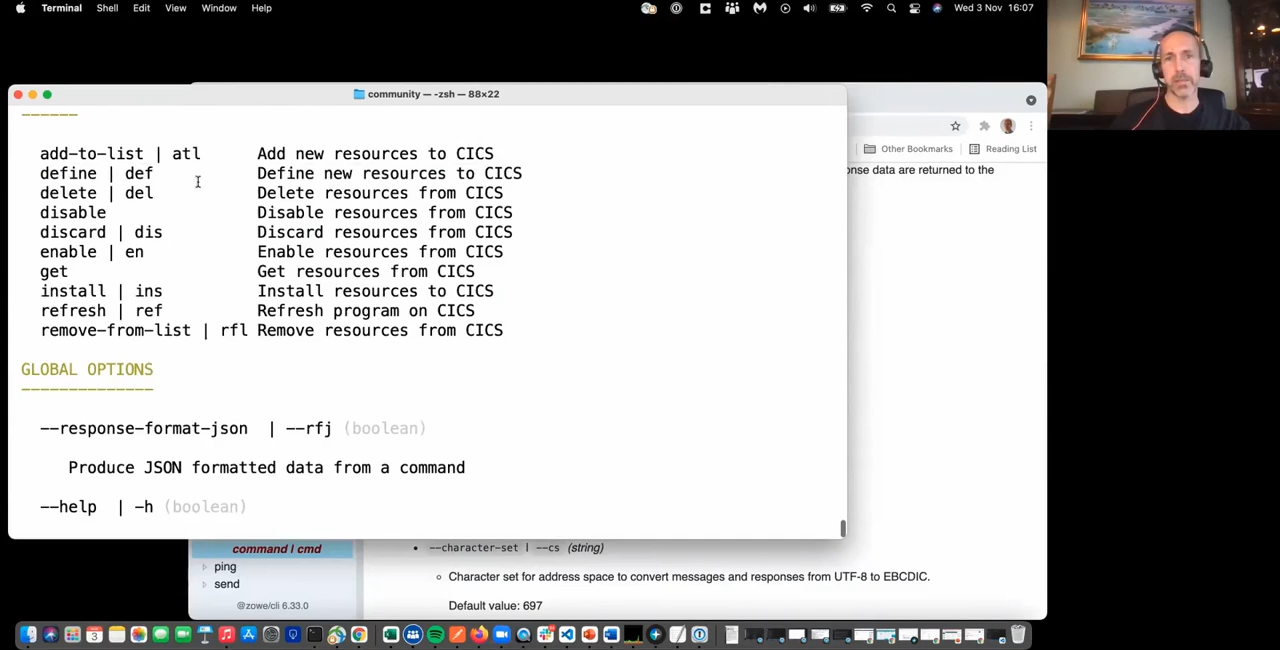 Terminal Shell Edit View Window Help
Wed 3 Nov 16:07
community — -zsh — 88×22
add-to-list | atl Add new resources to CICS
define | def Define new resources to CICS
delete | del Delete resources from CICS
disable Disable resources from CICS
discard | dis Discard resources from CICS
enable | en Enable resources from CICS
get Get resources from CICS
install | ins Install resources to CICS
refresh | ref Refresh program on CICS
remove-from-list | rfl Remove resources from CICS
GLOBAL OPTIONS
--response-format-json | --rfj (boolean)
Produce JSON formatted data from a command
--help | -h (boolean)
Other Bookmarks Reading List
onse data are returned to the
command | cmd
ping
send
@zowe/cli 6.33.0
• --character-set | --cs (string)
Character set for address space to convert messages and responses from UTF-8 to EBCDIC.
Default value: 697